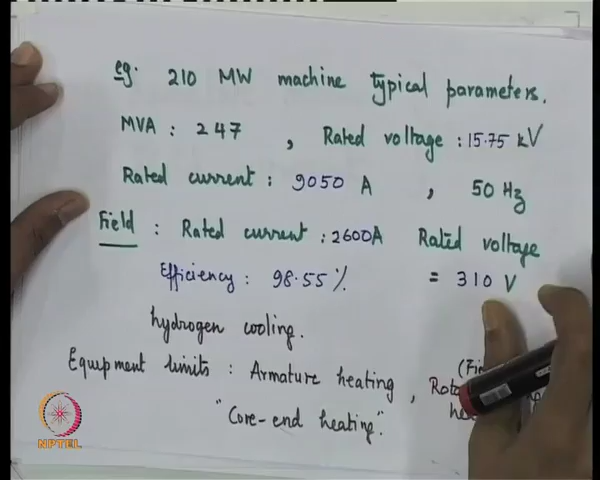 eg. 210 MW machine typical parameters.
MVA : 247 , Rated voltage : 15.75 kV
Rated current : 9050 A , 50 Hz
Field : Rated current : 2600A Rated voltage
Efficiency : 98.55 % = 310 V
hydrogen cooling.
Equipment limits : Armature heating ,
"Core-end heating".
NPTEL